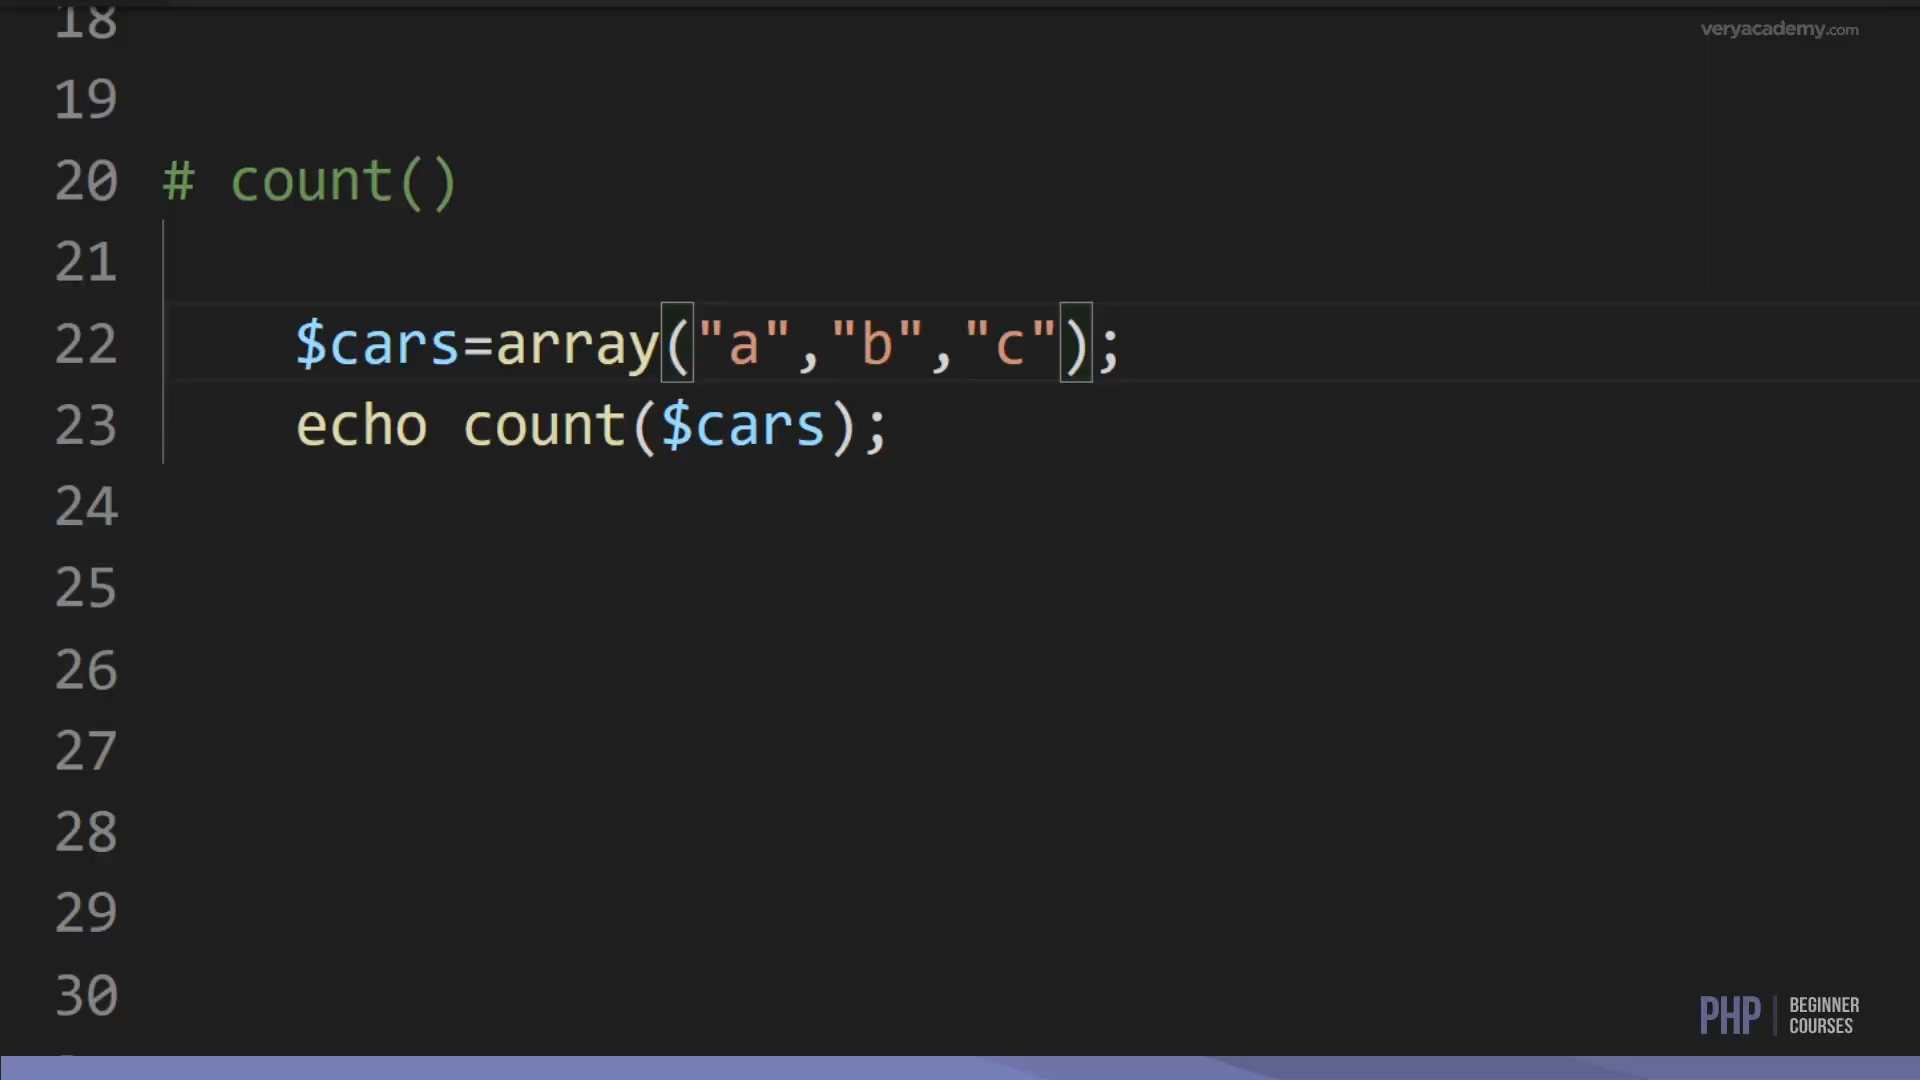 18
veryacademy.com
19
20 # count()
21
22 $cars=array("a","b","c");
23 echo count($cars);
24
25
26
27
28
29
30
PHP | BEGINNER
COURSES